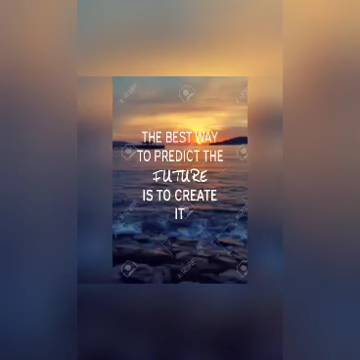 THE BEST WAY
TO PREDICT THE
FUTURE
IS TO CREATE
IT